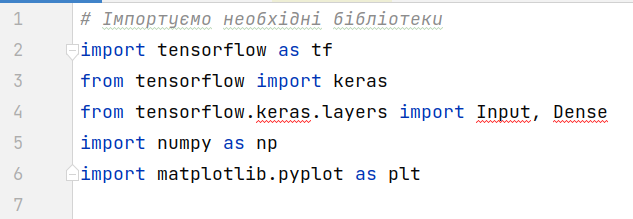 1 # Імпортуємо необхідні бібліотеки
2 import tensorflow as tf
3 from tensorflow import keras
4 from tensorflow.keras.layers import Input, Dense
5 import numpy as np
6 import matplotlib.pyplot as plt
7